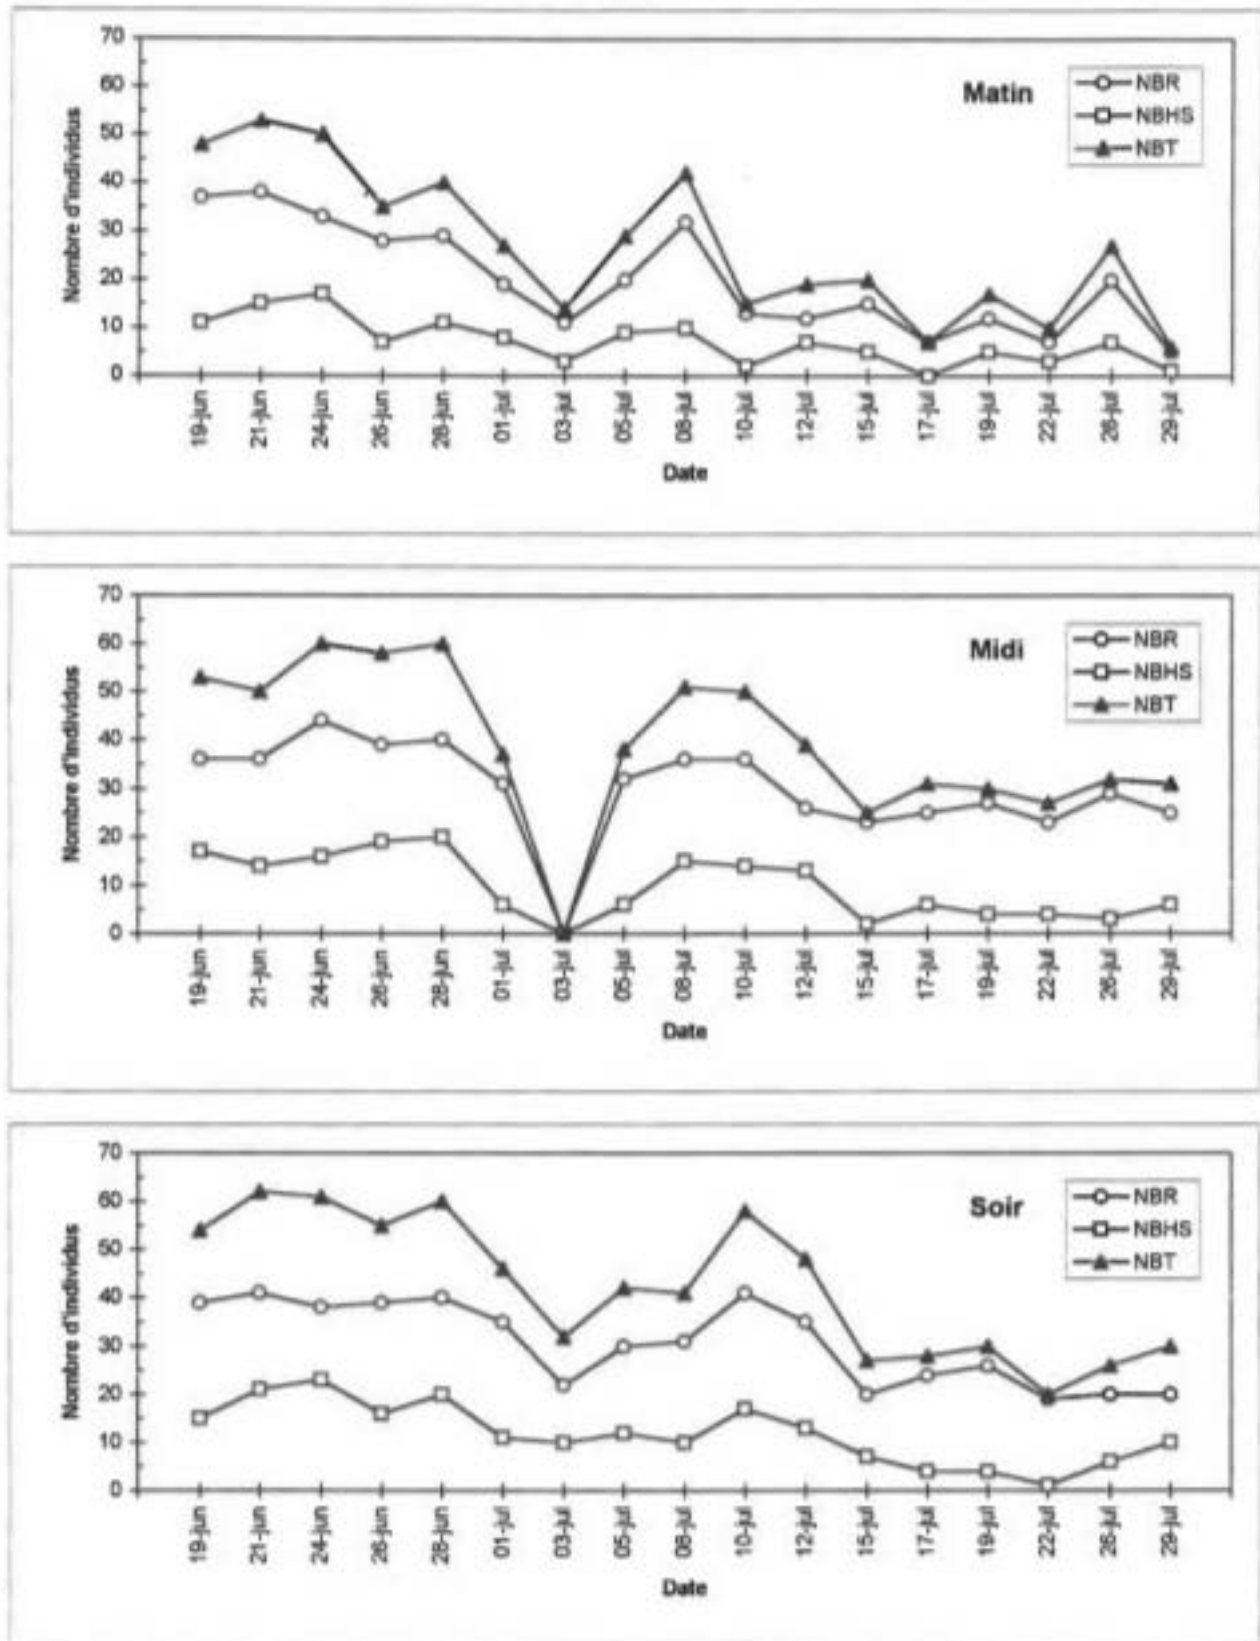 Matin
NBR
NBHS
NBT
Nombre d'individus
70
60
50
40
30
20
10
0
19-jun 21-jun 24-jun 26-jun 28-jun 01-jul 03-jul 05-jul 08-jul 10-jul 12-jul 15-jul 17-jul 19-jul 22-jul 26-jul 29-jul
Date
Midi
NBR
NBHS
NBT
Nombre d'individus
70
60
50
40
30
20
10
0
19-jun 21-jun 24-jun 26-jun 28-jun 01-jul 03-jul 05-jul 08-jul 10-jul 12-jul 15-jul 17-jul 19-jul 22-jul 26-jul 29-jul
Date
Soir
NBR
NBHS
NBT
Nombre d'individus
70
60
50
40
30
20
10
0
19-jun 21-jun 24-jun 26-jun 28-jun 01-jul 03-jul 05-jul 08-jul 10-jul 12-jul 15-jul 17-jul 19-jul 22-jul 26-jul 29-jul
Date